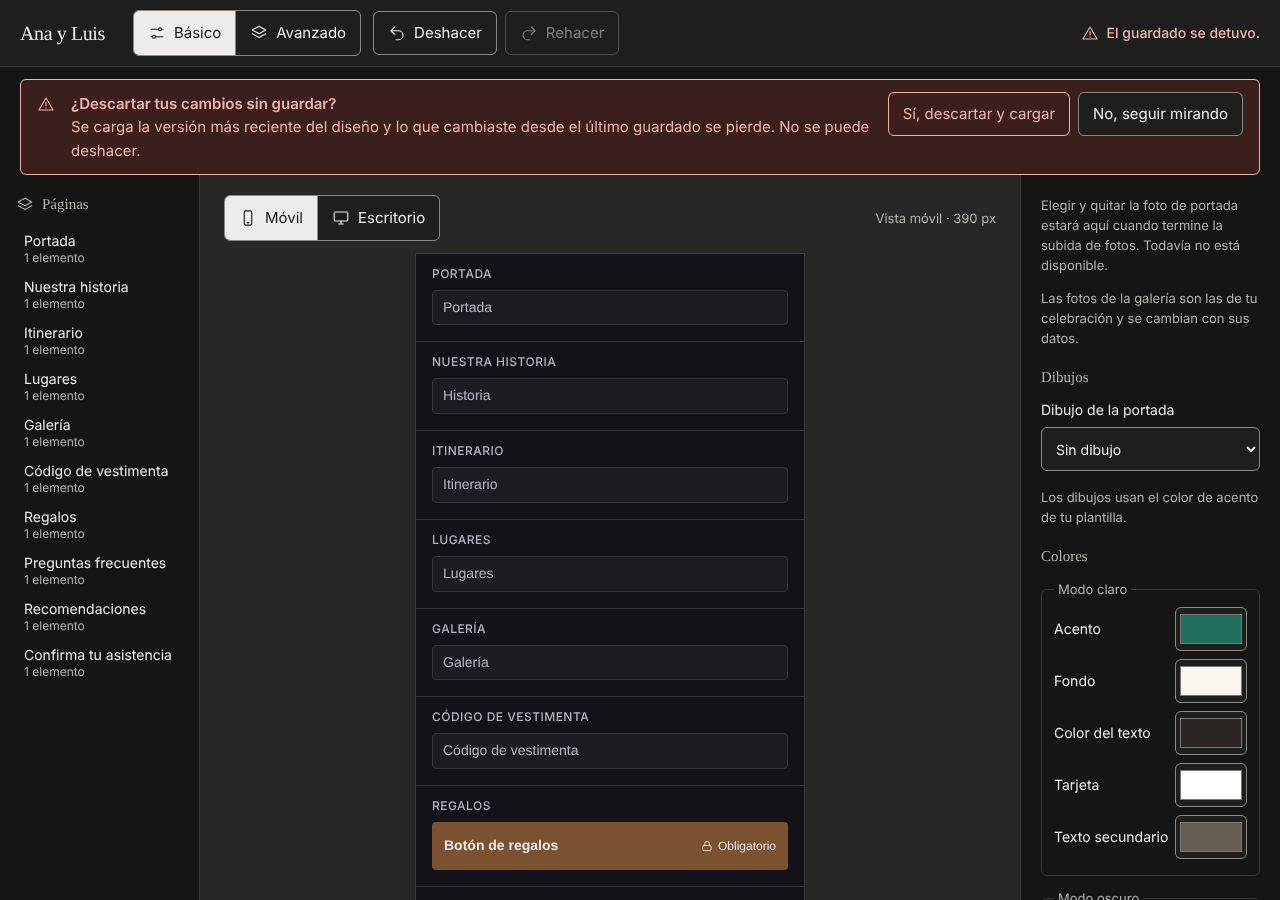 Ana y Luis
Básico
Avanzado
Deshacer
Rehacer
El guardado se detuvo.
¿Descartar tus cambios sin guardar?
Se carga la versión más reciente del diseño y lo que cambiaste desde el último guardado se pierde. No se puede
deshacer.
Sí, descartar y cargar
No, seguir mirando
Páginas
Portada
1 elemento
Nuestra historia
1 elemento
Itinerario
1 elemento
Lugares
1 elemento
Galería
1 elemento
Código de vestimenta
1 elemento
Regalos
1 elemento
Preguntas frecuentes
1 elemento
Recomendaciones
1 elemento
Confirma tu asistencia
1 elemento
Móvil
Escritorio
Vista móvil · 390 px
PORTADA
Portada
NUESTRA HISTORIA
Historia
ITINERARIO
Itinerario
LUGARES
Lugares
GALERÍA
Galería
CÓDIGO DE VESTIMENTA
Código de vestimenta
REGALOS
Botón de regalos
Obligatorio
Elegir y quitar la foto de portada
estará aquí cuando termine la
subida de fotos. Todavía no está
disponible.
Las fotos de la galería son las de tu
celebración y se cambian con sus
datos.
Dibujos
Dibujo de la portada
Sin dibujo
Los dibujos usan el color de acento
de tu plantilla.
Colores
Modo claro
Acento
Fondo
Color del texto
Tarjeta
Texto secundario
Modo oscuro